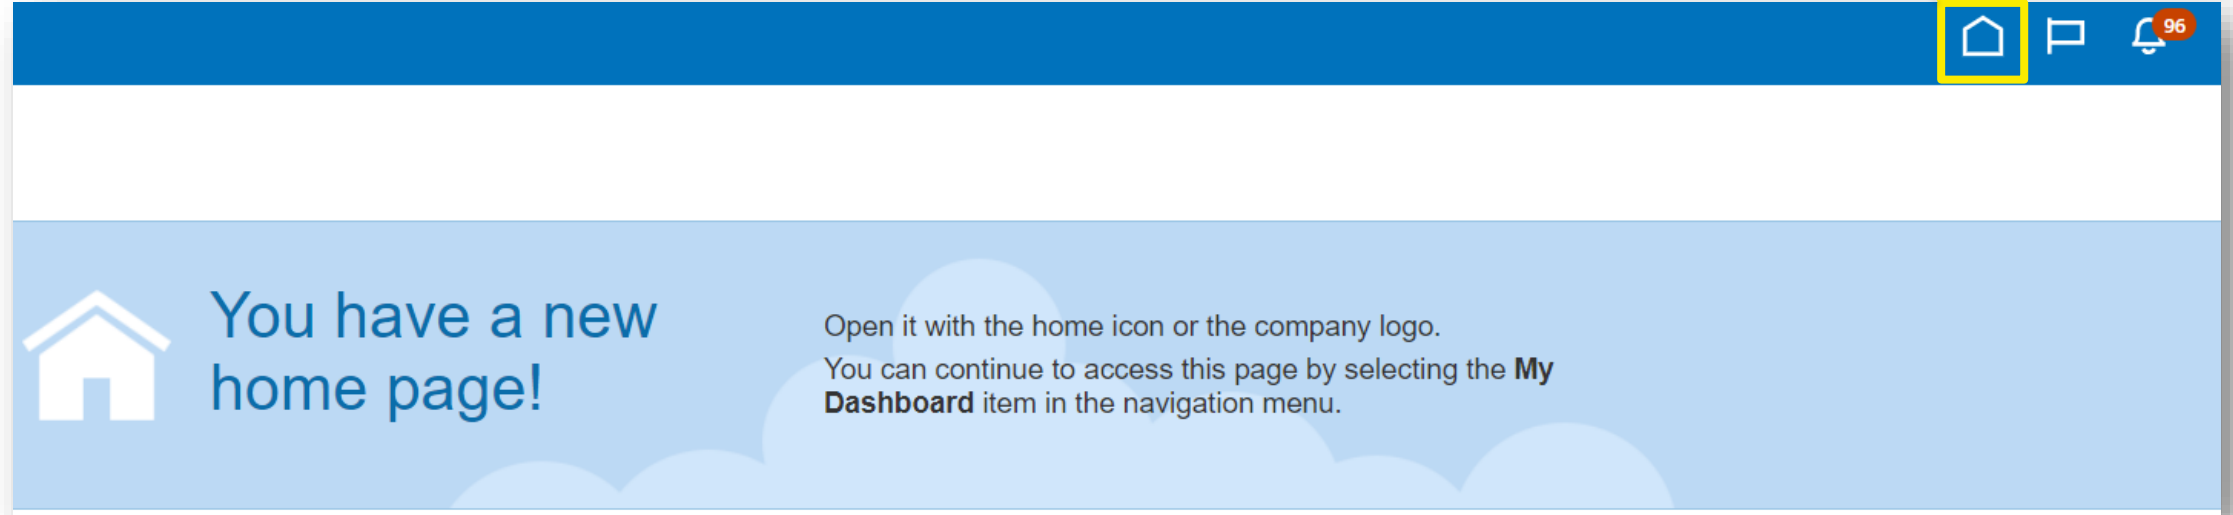 96
You have a new
home page!
Open it with the home icon or the company logo.
You can continue to access this page by selecting the My
Dashboard item in the navigation menu.